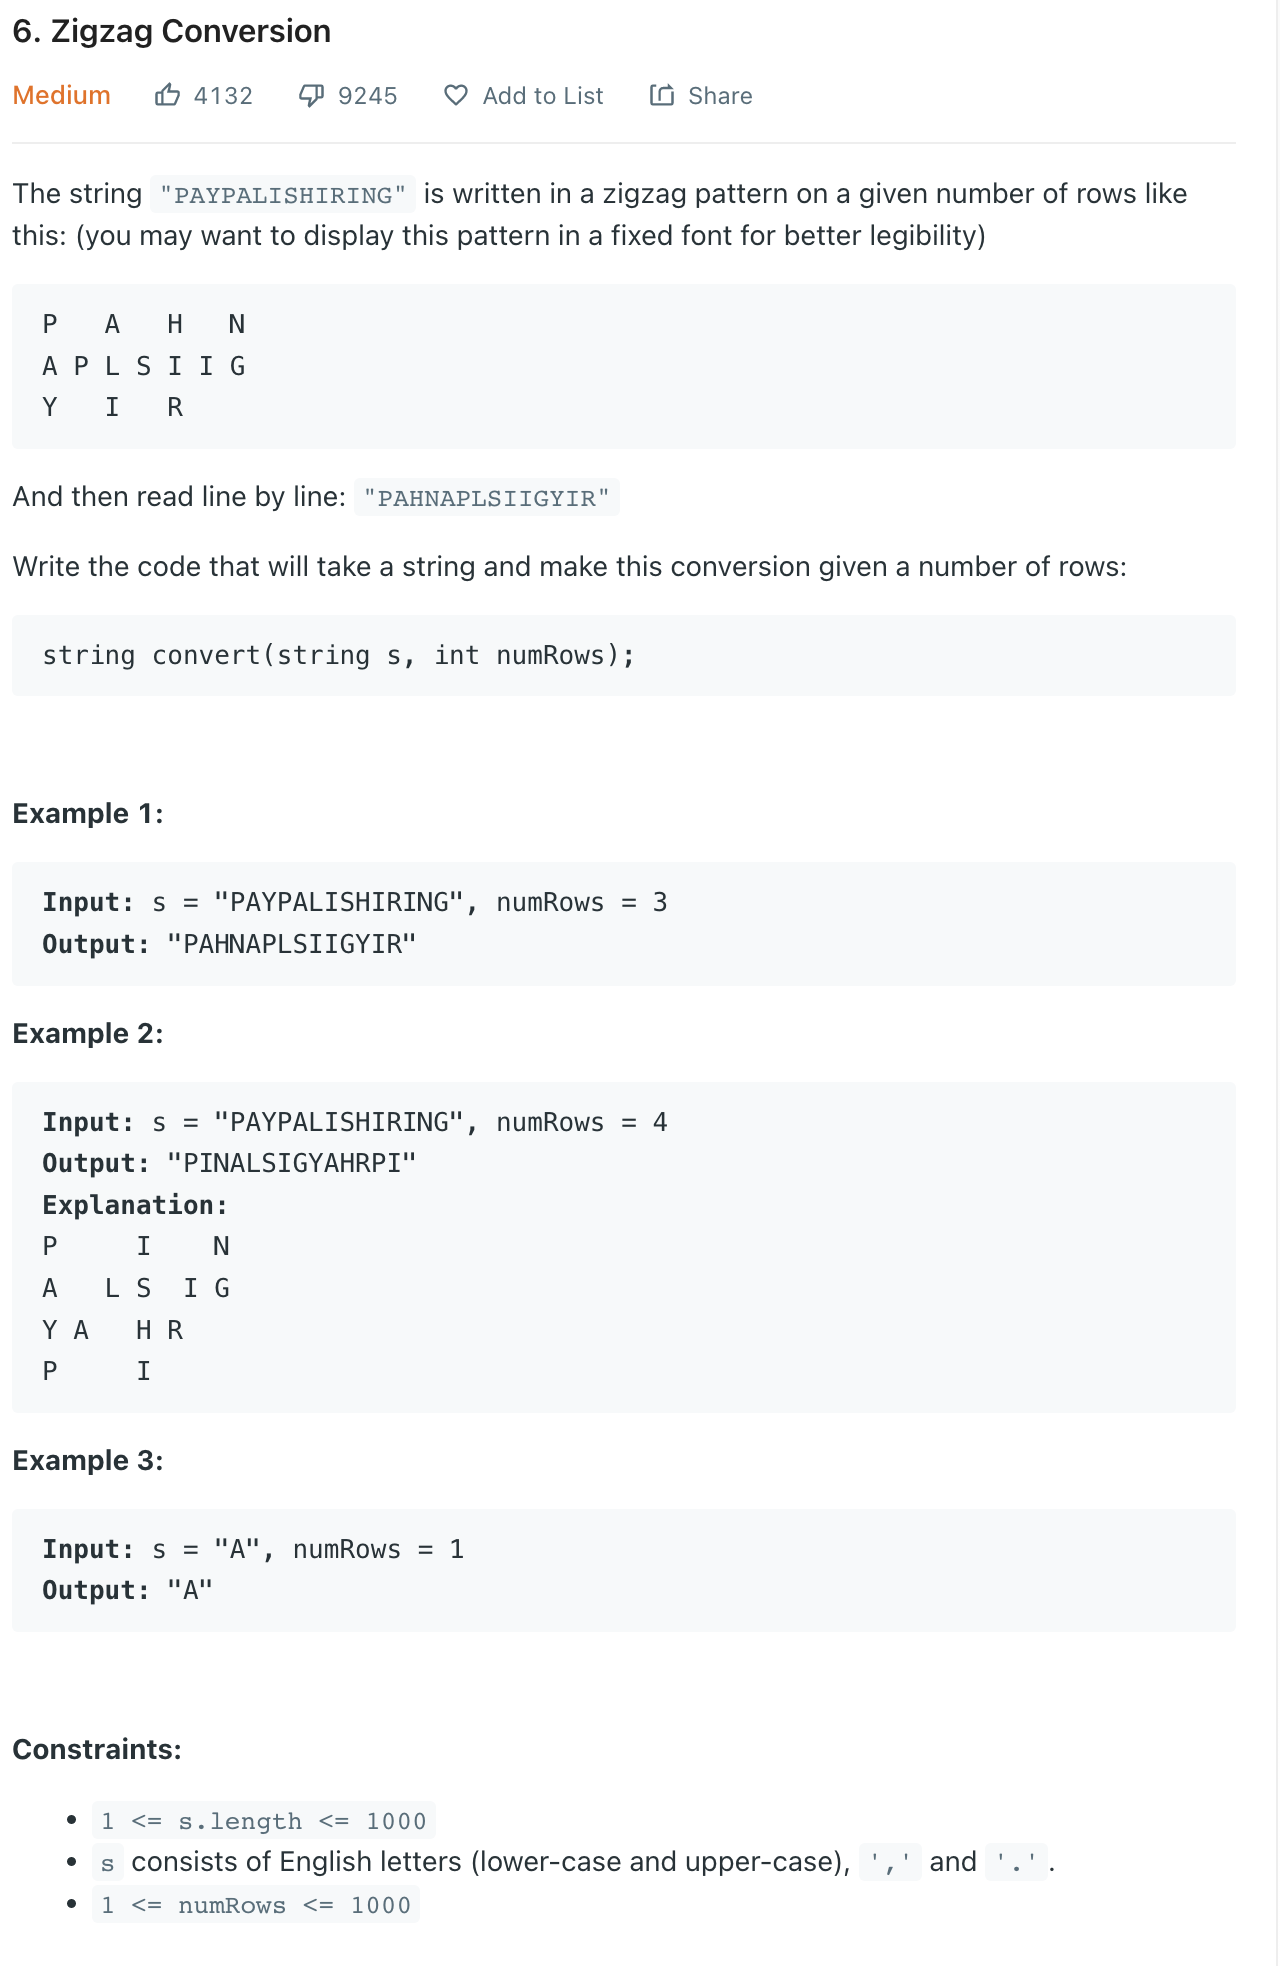 6. Zigzag Conversion
Medium 4132 9245 Add to List Share
The string "PAYPALISHIRING" is written in a zigzag pattern on a given number of rows like
this: (you may want to display this pattern in a fixed font for better legibility)
P   A   H   N
A P L S I I G
Y   I   R
And then read line by line: "PAHNAPLSIIGYIR"
Write the code that will take a string and make this conversion given a number of rows:
string convert(string s, int numRows);
Example 1:
Input: s = "PAYPALISHIRING", numRows = 3
Output: "PAHNAPLSIIGYIR"
Example 2:
Input: s = "PAYPALISHIRING", numRows = 4
Output: "PINALSIGYAHRPI"
Explanation:
P     I    N
A   L S  I G
Y A   H R
P     I
Example 3:
Input: s = "A", numRows = 1
Output: "A"
Constraints:
• 1 <= s.length <= 1000
• s consists of English letters (lower-case and upper-case), ',' and '.'.
• 1 <= numRows <= 1000